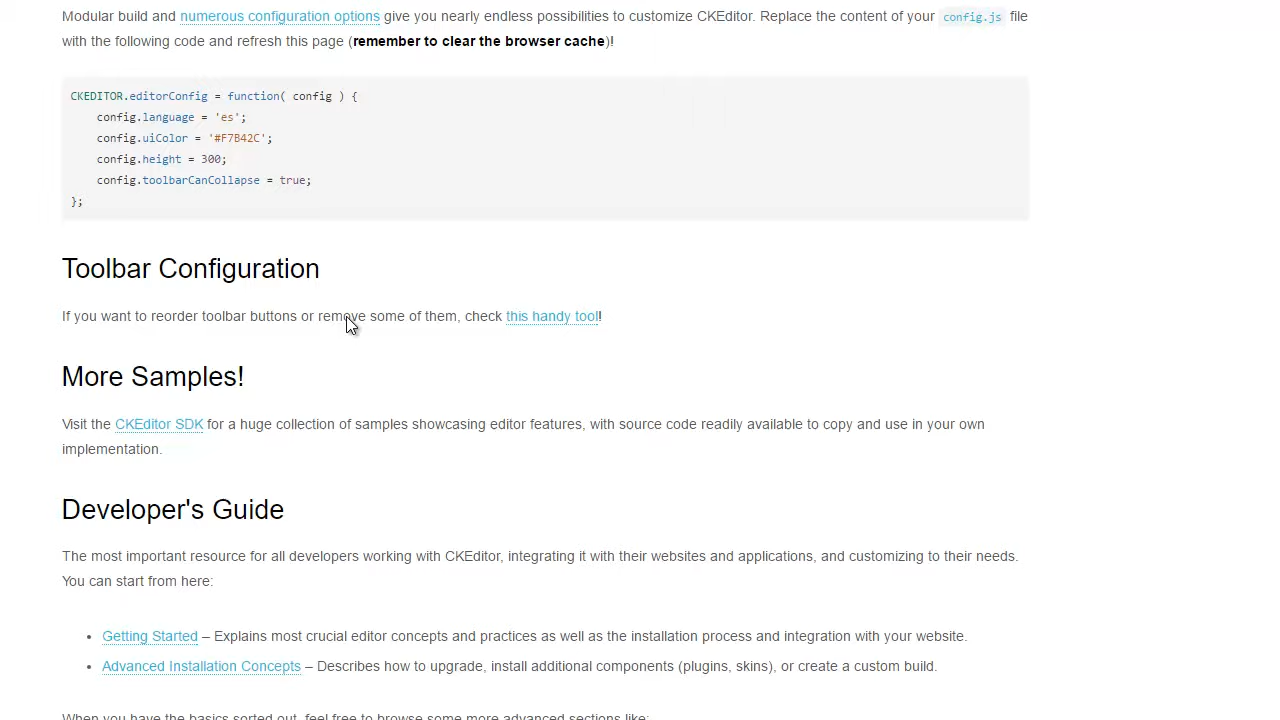 Modular build and numerous configuration options give you nearly endless possibilities to customize CKEditor. Replace the content of your config.js file
with the following code and refresh this page (remember to clear the browser cache)!
CKEDITOR.editorConfig = function( config ) {
    config.language = 'es';
    config.uiColor = '#F7B42C';
    config.height = 300;
    config.toolbarCanCollapse = true;
};
Toolbar Configuration
If you want to reorder toolbar buttons or remove some of them, check this handy tool!
More Samples!
Visit the CKEditor SDK for a huge collection of samples showcasing editor features, with source code readily available to copy and use in your own
implementation.
Developer's Guide
The most important resource for all developers working with CKEditor, integrating it with their websites and applications, and customizing to their needs.
You can start from here:
• Getting Started – Explains most crucial editor concepts and practices as well as the installation process and integration with your website.
• Advanced Installation Concepts – Describes how to upgrade, install additional components (plugins, skins), or create a custom build.
When you have the basics sorted out, feel free to browse some more advanced sections like: